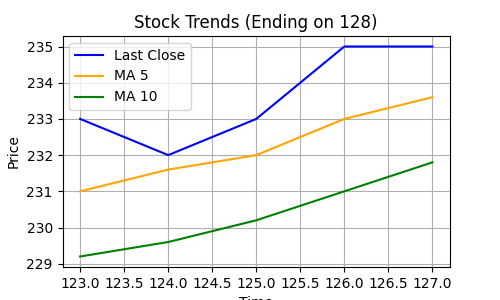 Stock Trends (Ending on 128)
235
234
233
232
231
230
229
Price
Last Close
MA 5
MA 10
123.0 123.5 124.0 124.5 125.0 125.5 126.0 126.5 127.0
Time